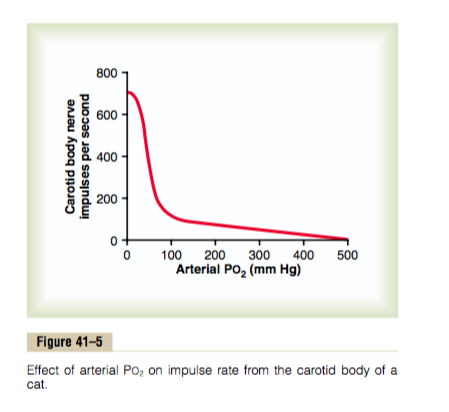 800
600
400
200
0
Carotid body nerve
impulses per second
0 100 200 300 400 500
Arterial PO₂ (mm Hg)
Figure 41–5
Effect of arterial PO₂ on impulse rate from the carotid body of a
cat.